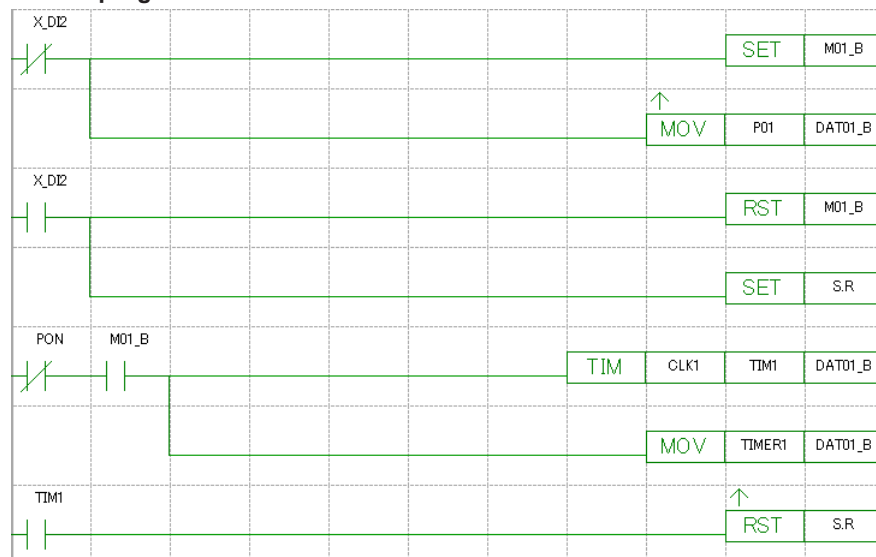 X_DI2
SET M01_B
MOV P01 DAT01_B
X_DI2
RST M01_B
SET S.R
PON M01_B
TIM CLK1 TIM1 DAT01_B
MOV TIMER1 DAT01_B
TIM1
RST S.R